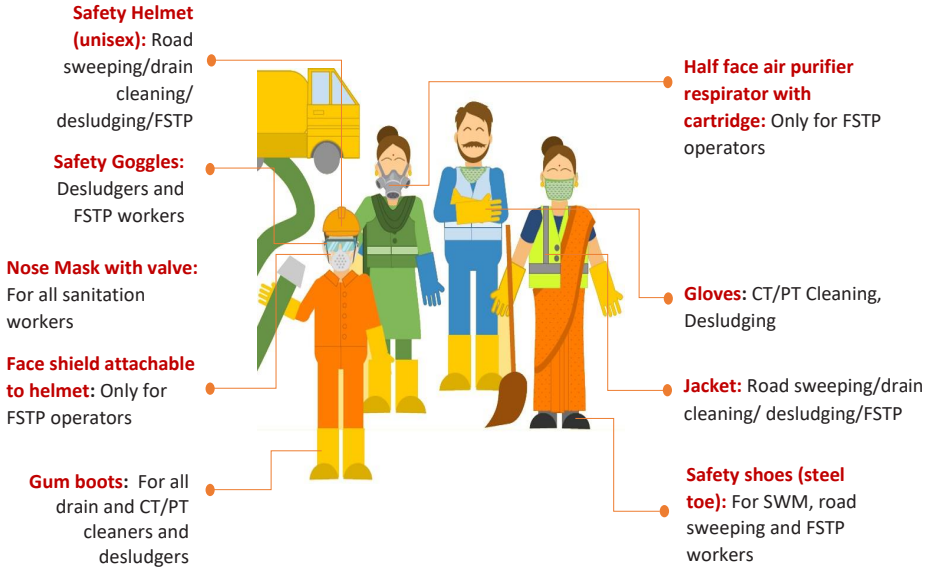 Safety Helmet
(unisex): Road
sweeping/drain
cleaning/
desludging/FSTP
Safety Goggles:
Desludgers and
FSTP workers
Nose Mask with valve:
For all sanitation
workers
Face shield attachable
to helmet: Only for
FSTP operators
Gum boots: For all
drain and CT/PT
cleaners and
desludgers
Half face air purifier
respirator with
cartridge: Only for FSTP
operators
Gloves: CT/PT Cleaning,
Desludging
Jacket: Road sweeping/drain
cleaning/ desludging/FSTP
Safety shoes (steel
toe): For SWM, road
sweeping and FSTP
workers